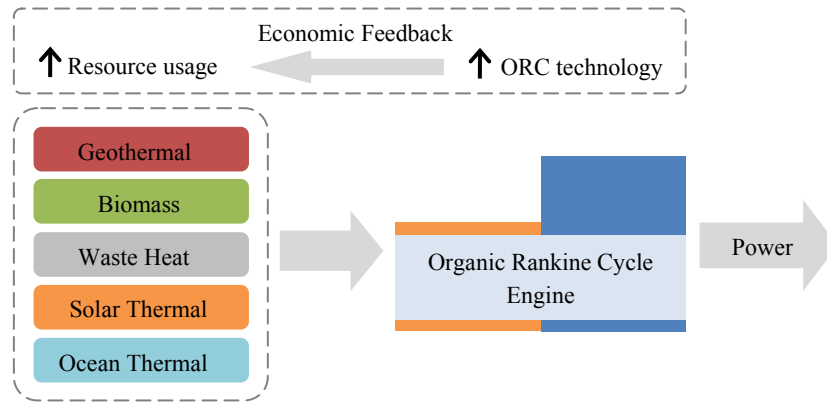 Economic Feedback
Resource usage
ORC technology
Geothermal
Biomass
Waste Heat
Solar Thermal
Ocean Thermal
Organic Rankine Cycle
Engine
Power